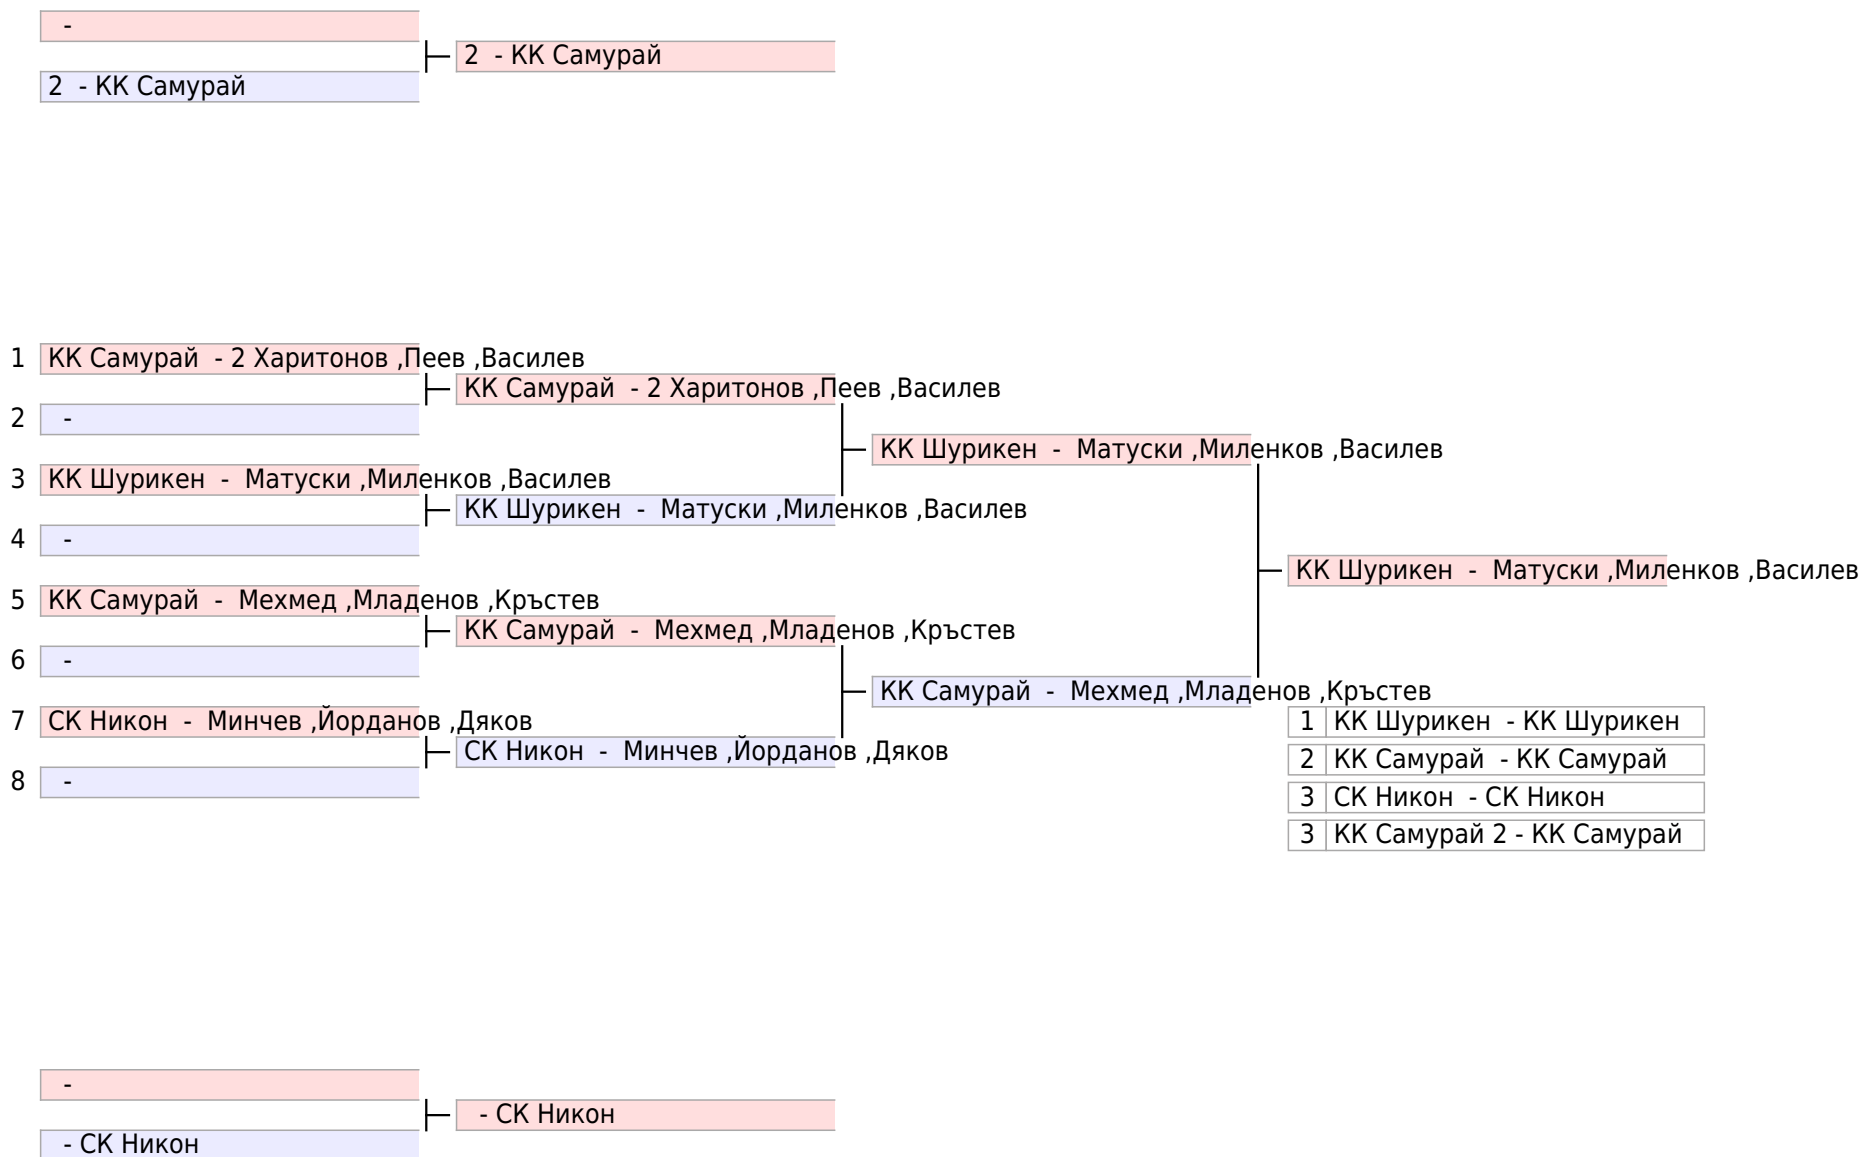 -
2 - КК Самурай
2 - КК Самурай
1 КК Самурай - 2 Харитонов ,Пеев ,Василев
КК Самурай - 2 Харитонов ,Пеев ,Василев
2 -
КК Шурикен - Матуски ,Миленков ,Василев
3 КК Шурикен - Матуски ,Миленков ,Василев
КК Шурикен - Матуски ,Миленков ,Василев
4 -
КК Шурикен - Матуски ,Миленков ,Василев
5 КК Самурай - Мехмед ,Младенов ,Кръстев
КК Самурай - Мехмед ,Младенов ,Кръстев
6 -
КК Самурай - Мехмед ,Младенов ,Кръстев
7 СК Никон - Минчев ,Йорданов ,Дяков
СК Никон - Минчев ,Йорданов ,Дяков
8 -
1 КК Шурикен - КК Шурикен
2 КК Самурай - КК Самурай
3 СК Никон - СК Никон
3 КК Самурай 2 - КК Самурай
-
- СК Никон
- СК Никон